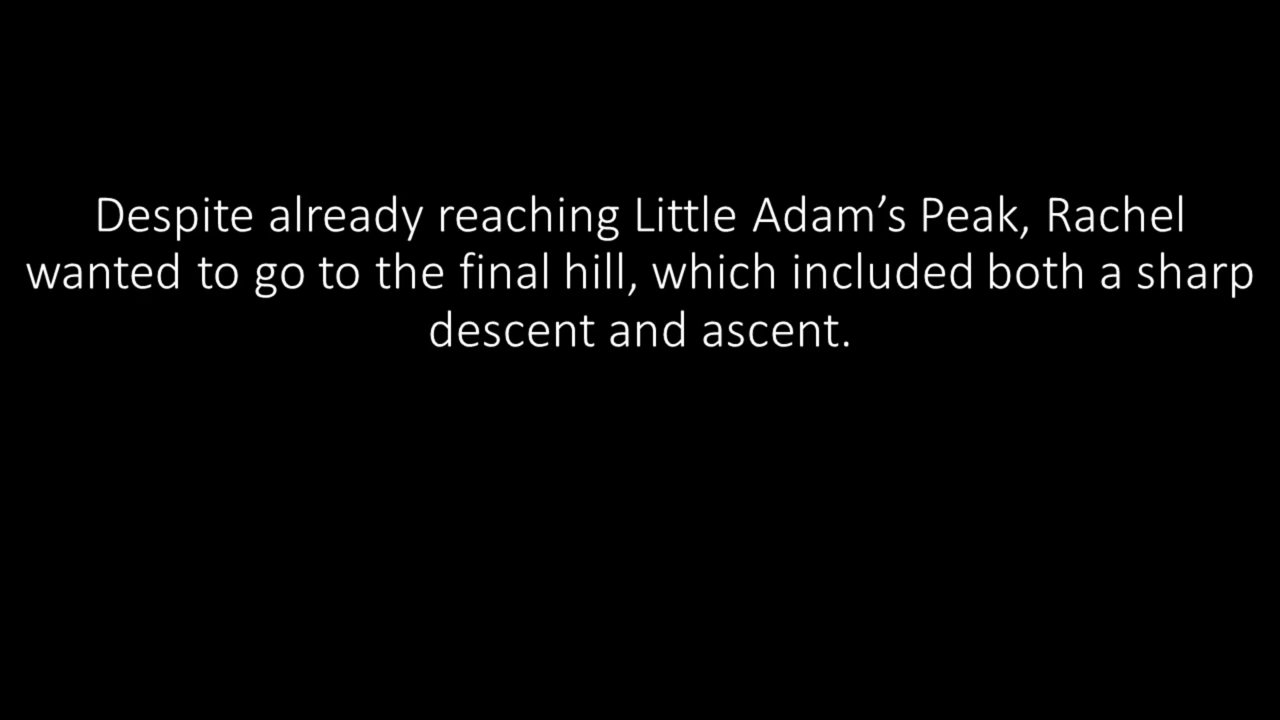 Despite already reaching Little Adam’s Peak, Rachel
wanted to go to the final hill, which included both a sharp
descent and ascent.